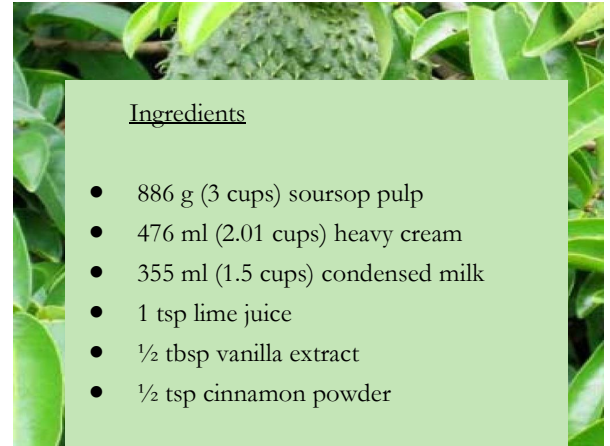 Ingredients
• 886 g (3 cups) soursop pulp
• 476 ml (2.01 cups) heavy cream
• 355 ml (1.5 cups) condensed milk
• 1 tsp lime juice
• ½ tbsp vanilla extract
• ½ tsp cinnamon powder